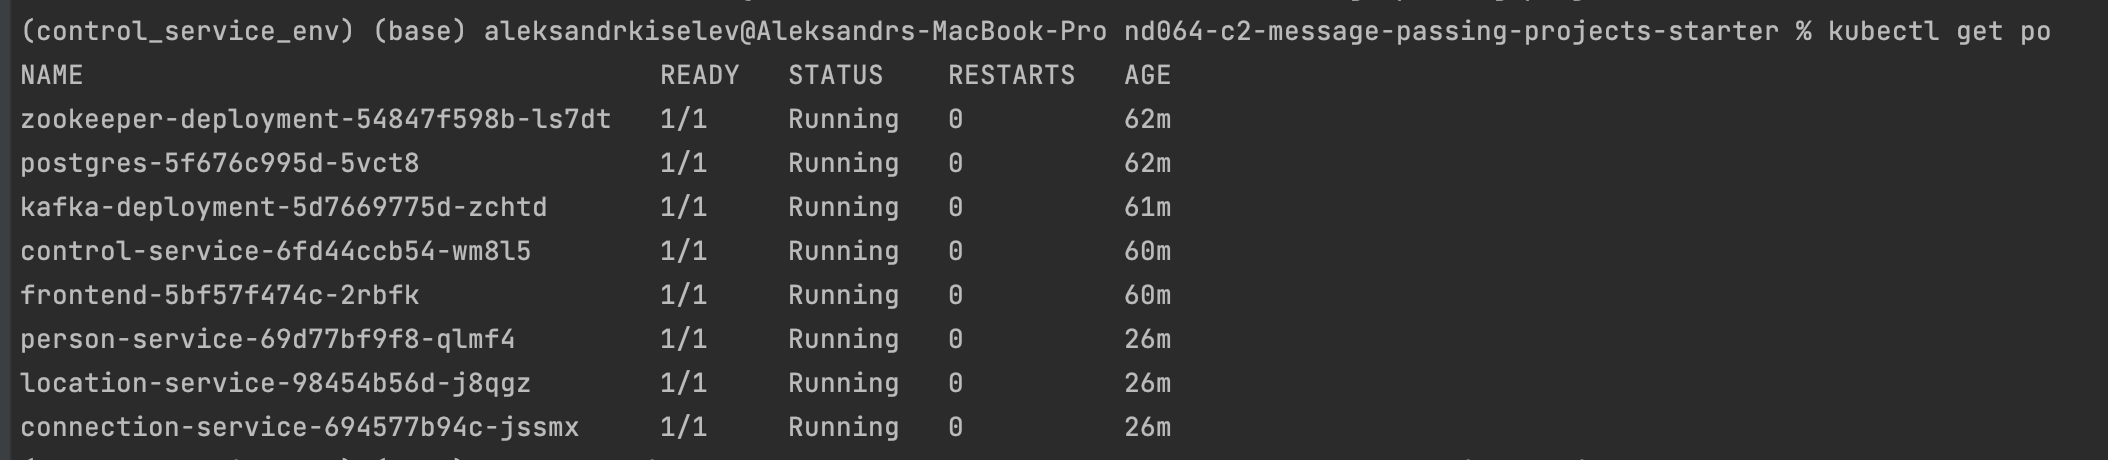 (control_service_env) (base) aleksandrkiselev@Aleksandrs-MacBook-Pro nd064-c2-message-passing-projects-starter % kubectl get po
NAME                                    READY   STATUS    RESTARTS   AGE
zookeeper-deployment-54847f598b-ls7dt   1/1     Running   0          62m
postgres-5f676c995d-5vct8               1/1     Running   0          62m
kafka-deployment-5d7669775d-zchtd       1/1     Running   0          61m
control-service-6fd44ccb54-wm8l5        1/1     Running   0          60m
frontend-5bf57f474c-2rbfk               1/1     Running   0          60m
person-service-69d77bf9f8-qlmf4         1/1     Running   0          26m
location-service-98454b56d-j8qgz        1/1     Running   0          26m
connection-service-694577b94c-jssmx     1/1     Running   0          26m